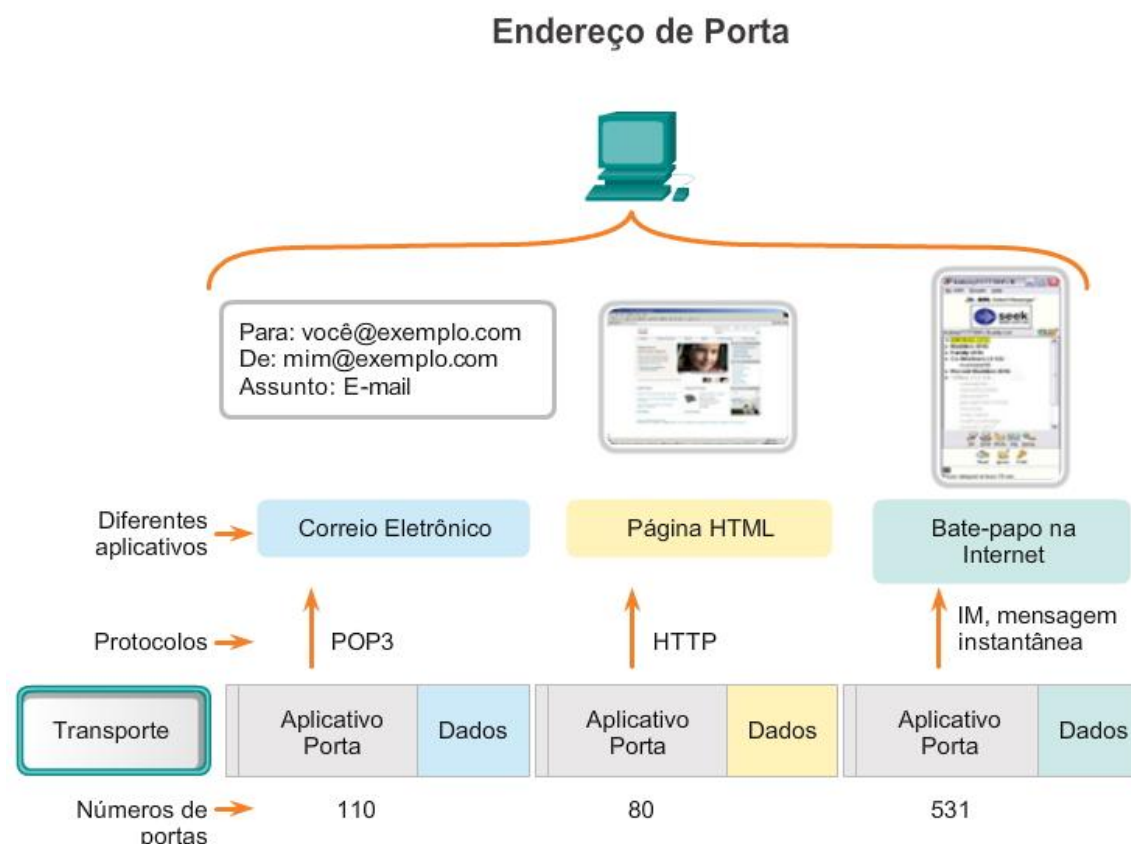 Endereço de Porta
Para: você@exemplo.com
De: mim@exemplo.com
Assunto: E-mail
seek
Diferentes
aplicativos
Correio Eletrônico
Página HTML
Bate-papo na
Internet
Protocolos
POP3
HTTP
IM, mensagem
instantânea
Transporte
Aplicativo
Porta
Dados
Aplicativo
Porta
Dados
Aplicativo
Porta
Dados
Números de
portas
110
80
531